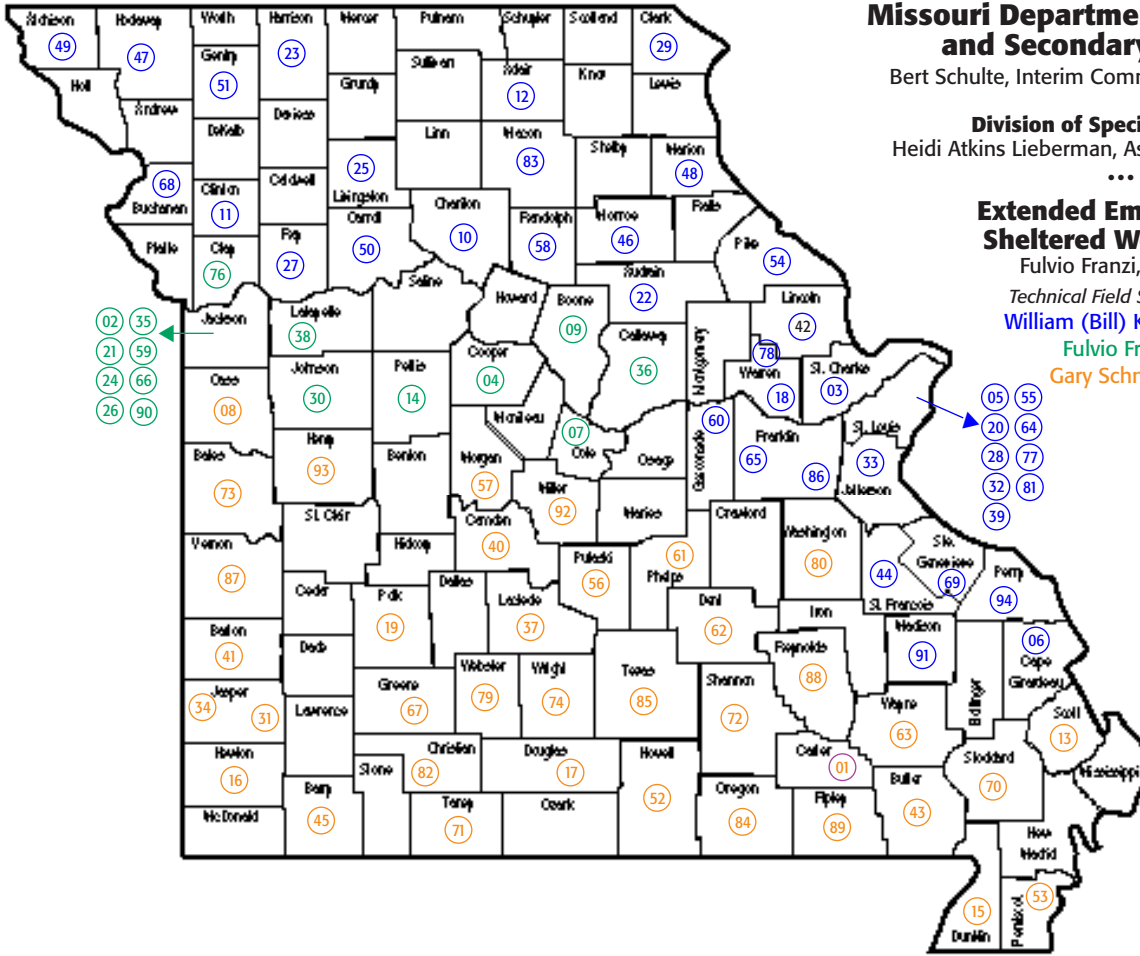 Missouri Departme
and Secondary
Bert Schulte, Interim Comm
Division of Speci
Heidi Atkins Lieberman, As
•••
Extended Em
Sheltered W
Fulvio Franzi,
Technical Field S
William (Bill) K
Fulvio Fr
Gary Schn
Atchison
49
Nodaway
47
Worth
Harrison
23
Mercer
Putnam
Schuyler
Scotland
Clark
29
Holt
Gentry
51
Grundy
Sullivan
Adair
12
Knox
Lewis
Andrew
DeKalb
Daviess
Linn
Macon
83
Shelby
Marion
48
68
Buchanan
Clinton
11
Caldwell
25
Livingston
Chariton
10
Randolph
58
Monroe
46
Ralls
Platte
Clay
76
Ray
27
Carroll
50
Pike
54
Audrain
22
Saline
Howard
Boone
09
Lincoln
42
02 35
21 59
24 66
26 90
Jackson
Lafayette
38
Callaway
36
Montgomery
78
Warren
18
St. Charles
03
Johnson
30
Pettis
14
Cooper
04
Cass
08
Moniteau
07
Cole
Osage
60
Gasconade
Franklin
65
86
St. Louis
33
Jefferson
05 55
20 64
28 77
32 81
39
Bates
73
Henry
93
Benton
Morgan
57
Miller
92
Maries
Crawford
Washington
80
St. Clair
Camden
40
Vernon
87
Hickory
Pulaski
56
61
Phelps
44
St. Francois
Ste.
Genevieve
69
Perry
94
Cedar
Polk
19
Dallas
Laclede
37
Dent
62
Iron
Madison
91
06
Cape
Girardeau
Barton
41
Dade
Reynolds
88
Bollinger
Jasper
34
31
Lawrence
Greene
67
Webster
79
Wright
74
Texas
85
Shannon
72
Wayne
63
Scott
13
Newton
16
Christian
82
Stone
Douglas
17
Howell
52
Carter
01
Stoddard
70
Mississippi
McDonald
Barry
45
Taney
71
Ozark
Oregon
84
Ripley
89
Butler
43
New
Madrid
15
Dunklin
Pemiscot
53